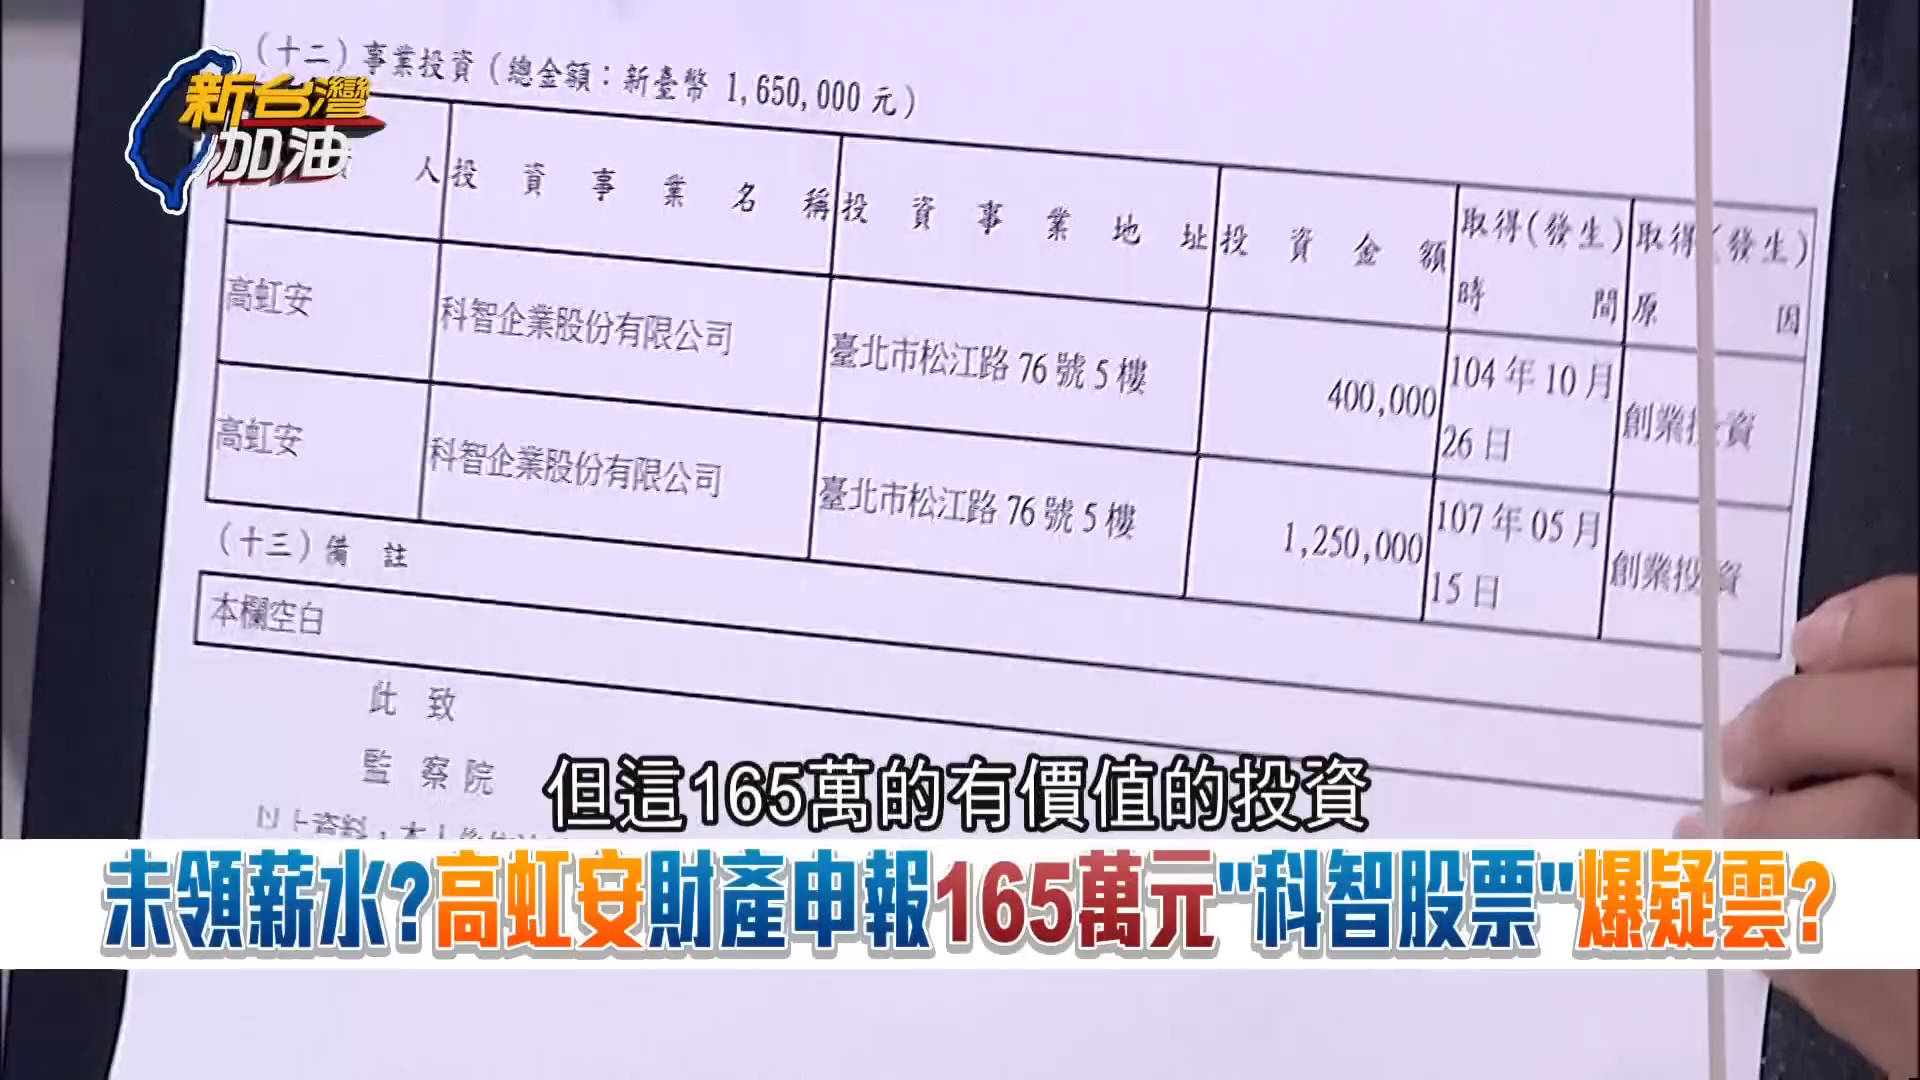 (十二)事業投資(總金額:新臺幣 1,650,000 元)
新台灣
加油
人 投資事業名稱 投資事業地址 投資金額 取得(發生)時間 取得(發生)原因
高虹安 科智企業股份有限公司 臺北市松江路 76 號 5 樓 400,000 104 年 10 月 26 日 創業投資
高虹安 科智企業股份有限公司 臺北市松江路 76 號 5 樓 1,250,000 107 年 05 月 15 日 創業投資
(十三)備 註
本欄空白
此 致
監 察 院
但這165萬的有價值的投資
未領薪水?高虹安財產申報165萬元"科智股票"爆疑雲?